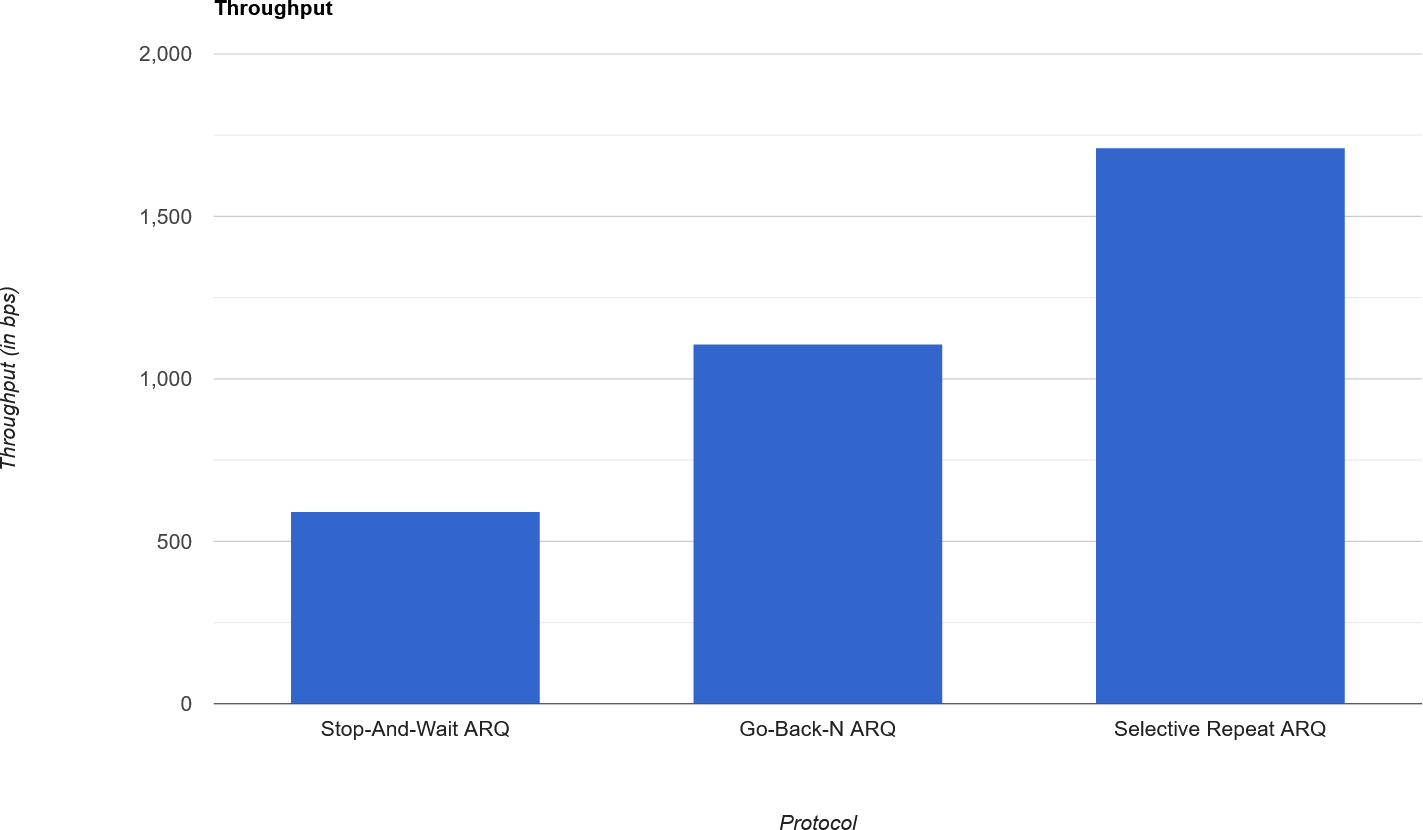 Throughput
2,000
1,500
1,000
500
0
Throughput (in bps)
Stop-And-Wait ARQ
Go-Back-N ARQ
Selective Repeat ARQ
Protocol